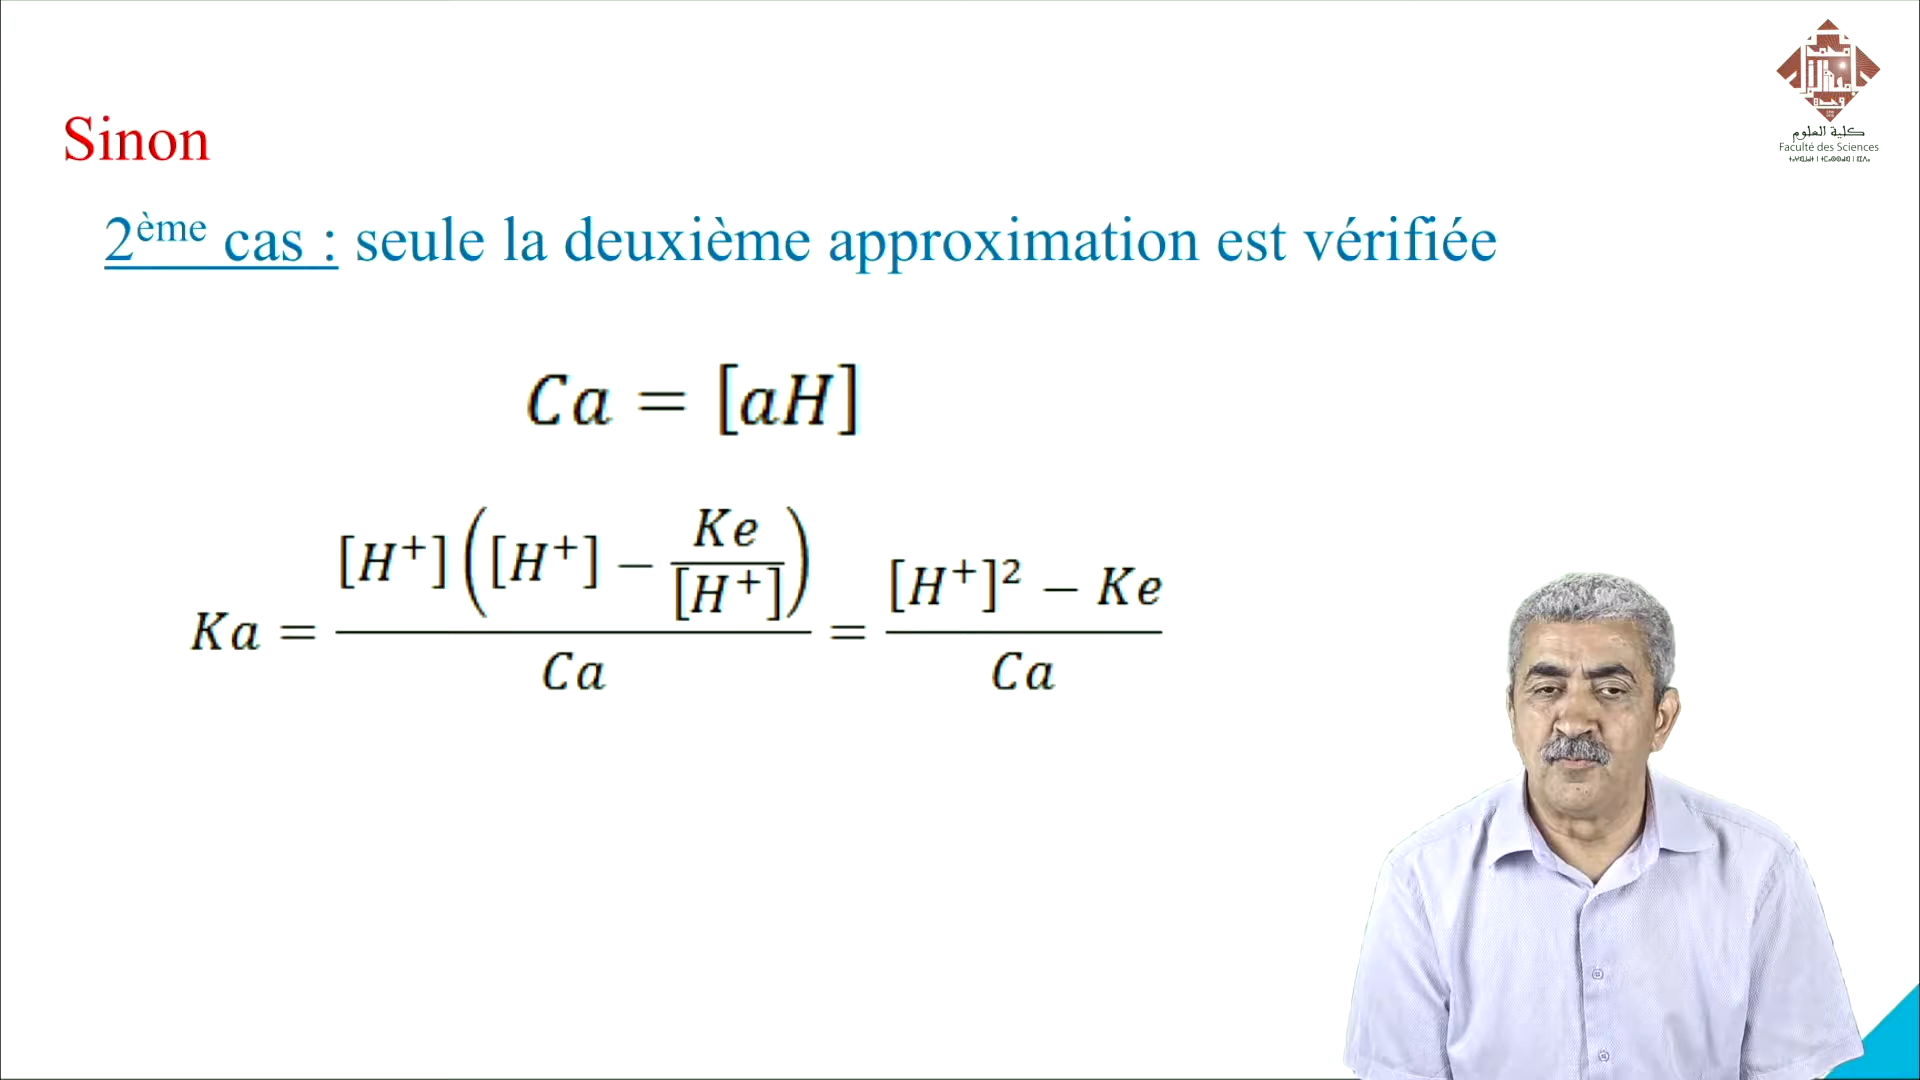 كلية العلوم
Faculté des Sciences
Sinon
2ème cas : seule la deuxième approximation est vérifiée
Ca = [aH]
Ka = [H⁺]([H⁺] − Ke/[H⁺])/Ca = ([H⁺]² − Ke)/Ca